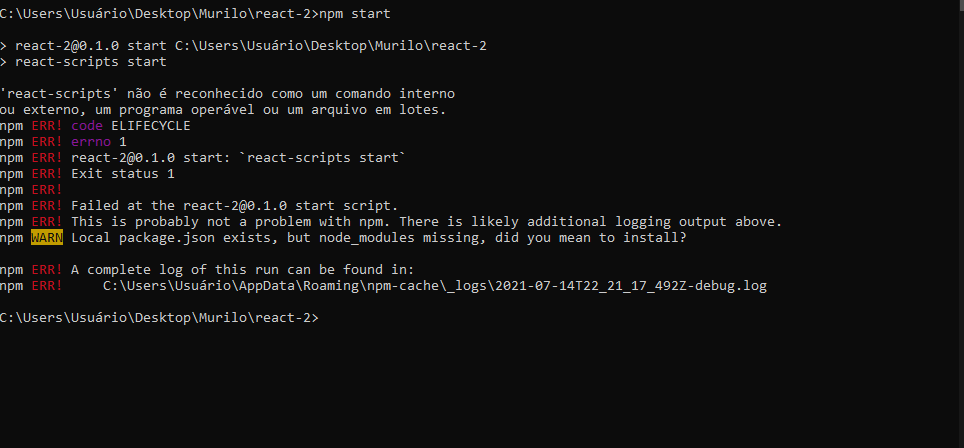 C:\Users\Usuário\Desktop\Murilo\react-2>npm start
> react-2@0.1.0 start C:\Users\Usuário\Desktop\Murilo\react-2
> react-scripts start
'react-scripts' não é reconhecido como um comando interno
ou externo, um programa operável ou um arquivo em lotes.
npm ERR! code ELIFECYCLE
npm ERR! errno 1
npm ERR! react-2@0.1.0 start: `react-scripts start`
npm ERR! Exit status 1
npm ERR!
npm ERR! Failed at the react-2@0.1.0 start script.
npm ERR! This is probably not a problem with npm. There is likely additional logging output above.
npm WARN Local package.json exists, but node_modules missing, did you mean to install?
npm ERR! A complete log of this run can be found in:
npm ERR!     C:\Users\Usuário\AppData\Roaming\npm-cache\_logs\2021-07-14T22_21_17_492Z-debug.log
C:\Users\Usuário\Desktop\Murilo\react-2>